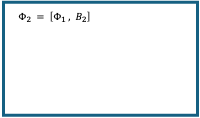 Φ₂ = [Φ₁, B₂]